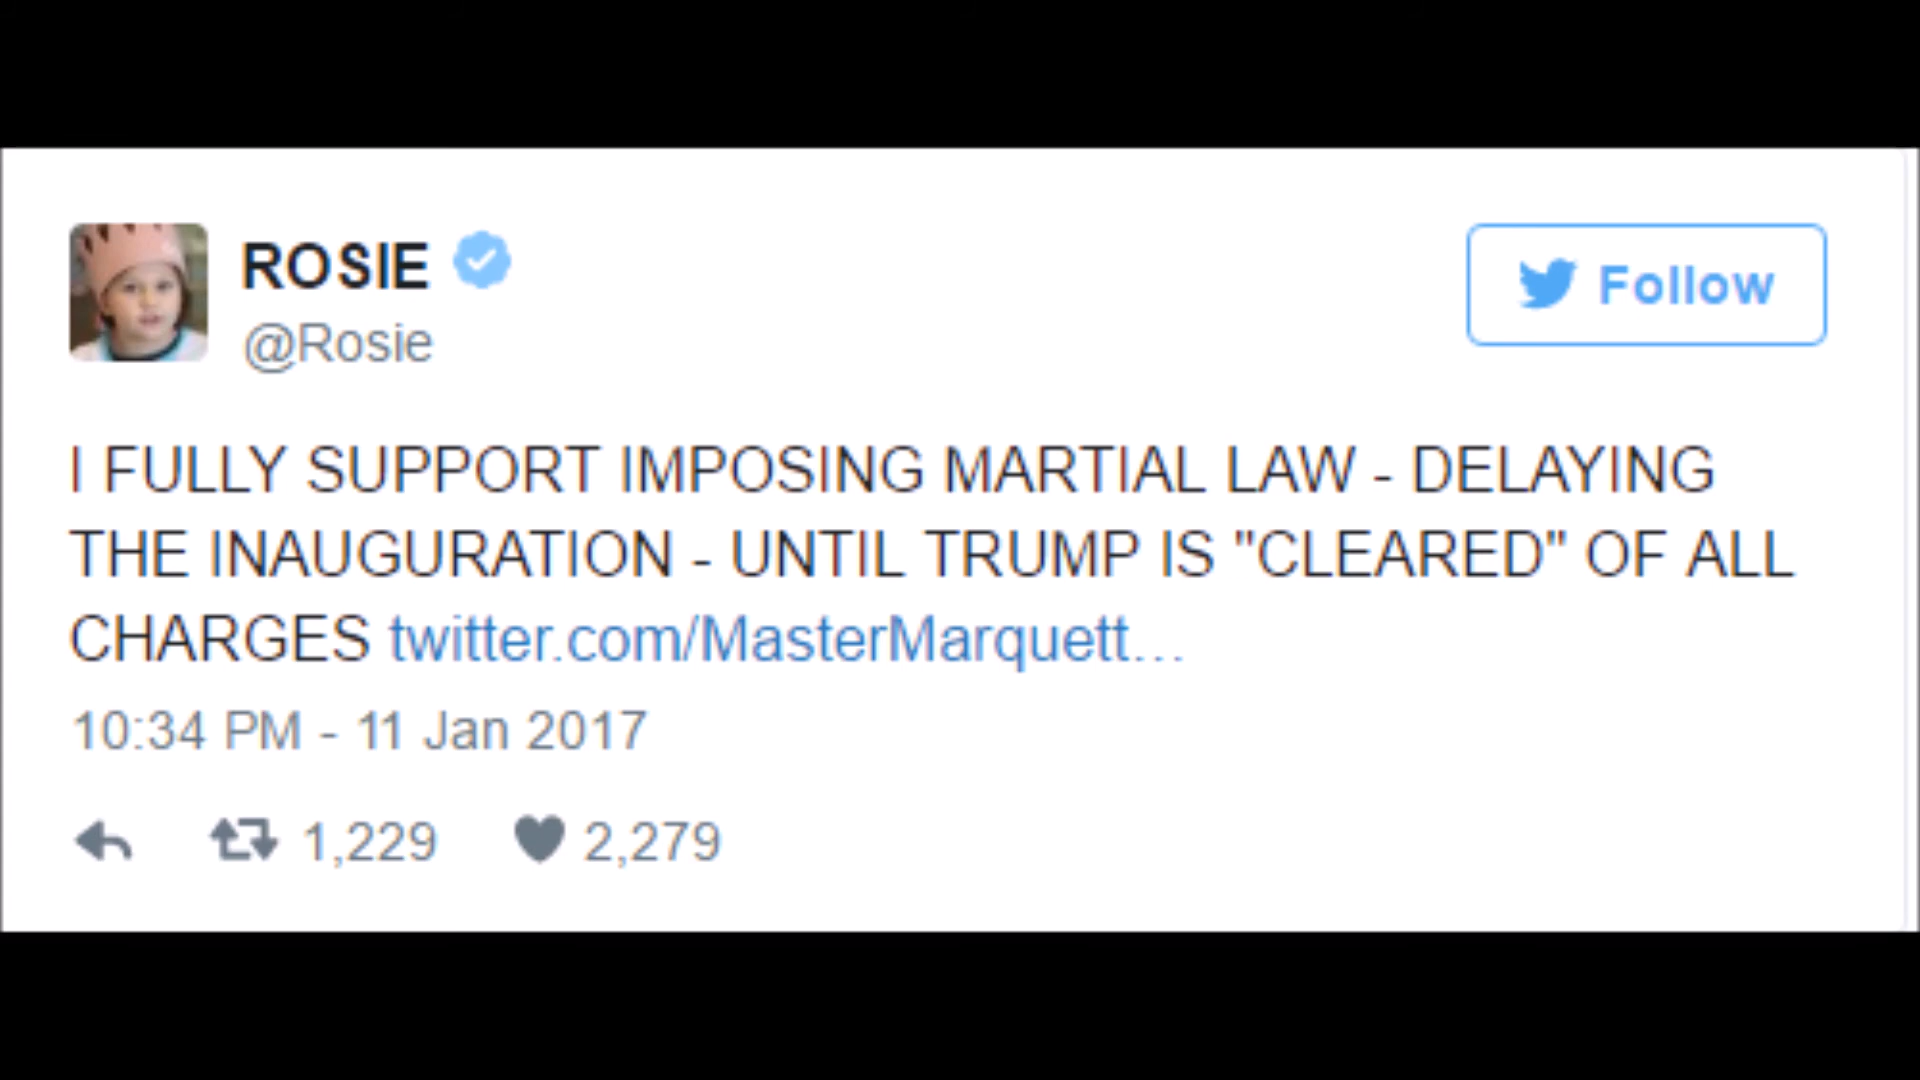 ROSIE
@Rosie
Follow
I FULLY SUPPORT IMPOSING MARTIAL LAW - DELAYING
THE INAUGURATION - UNTIL TRUMP IS "CLEARED" OF ALL
CHARGES twitter.com/MasterMarquett...
10:34 PM - 11 Jan 2017
1,229 2,279